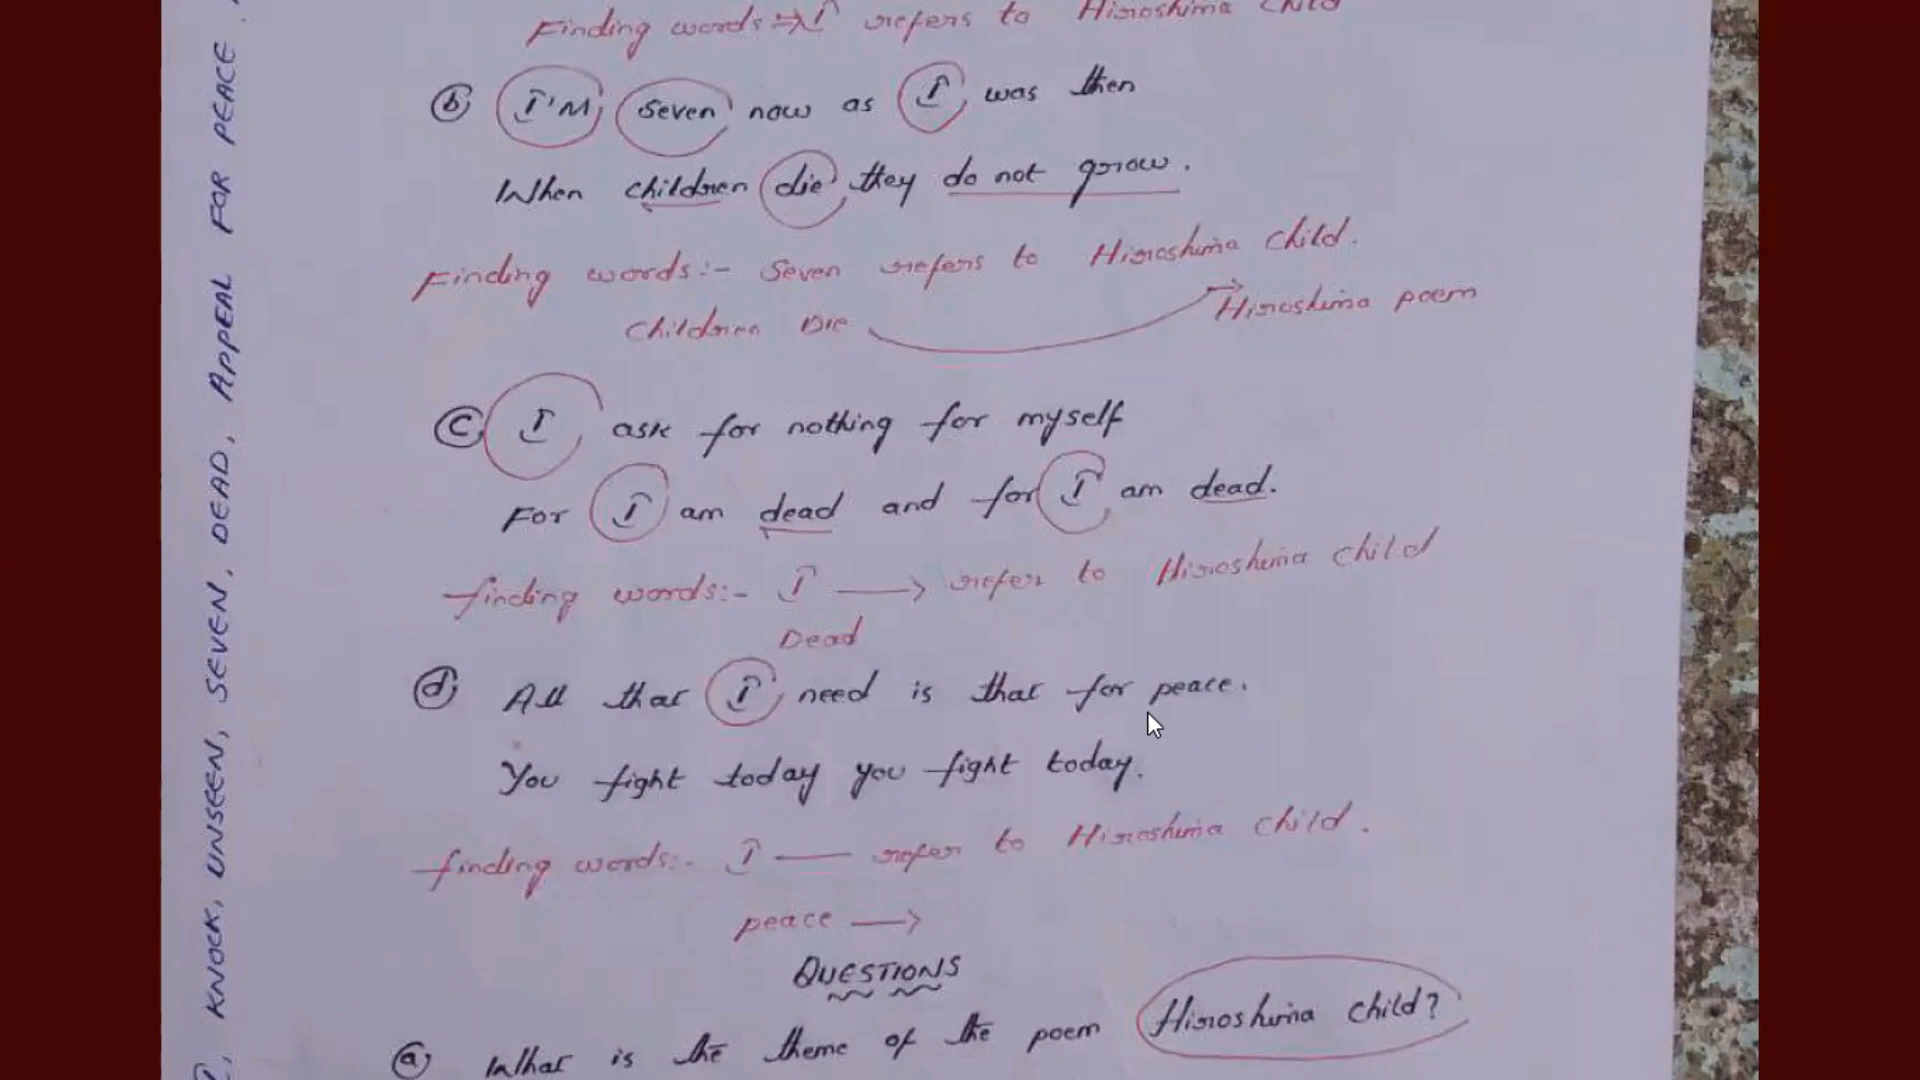 Finding words ⇒ I refers to Hiroshima child
(b) I'M seven now as I was then
When children die they do not grow.
Finding words:- Seven refers to Hiroshima child.
Children Die → Hiroshima poem
(c) I ask for nothing for myself
For I am dead and for I am dead.
finding words:- I → refer to Hiroshima child
Dead
(d) All that I need is that for peace.
You fight today you fight today.
finding words:- I — refer to Hiroshima child.
peace →
QUESTIONS
(a) What is the theme of the poem Hiroshima child?
KNOCK, UNSEEN, SEVEN, DEAD, APPEAL FOR PEACE.